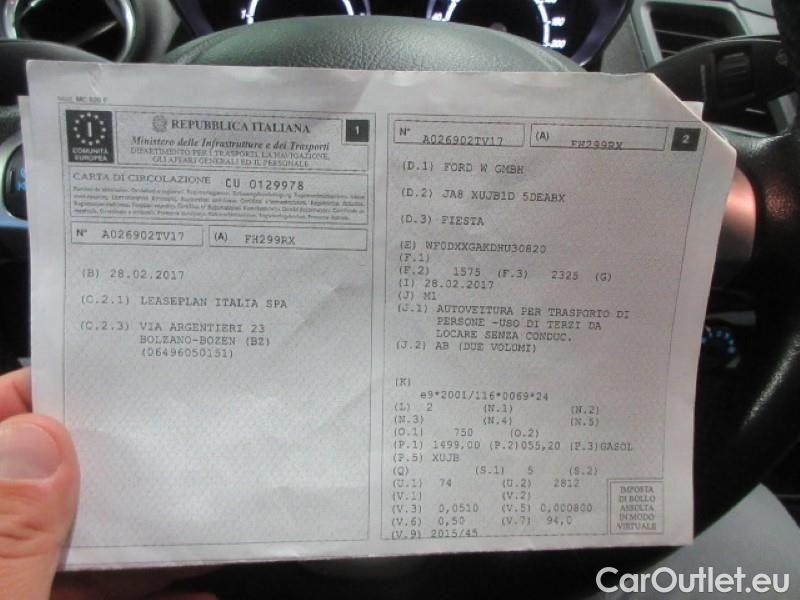 Mod. MC 820 F
I
COMUNITÀ
EUROPEA
REPUBBLICA ITALIANA
1
Ministero delle Infrastrutture e dei Trasporti
DIPARTIMENTO PER I TRASPORTI, LA NAVIGAZIONE,
GLI AFFARI GENERALI ED IL PERSONALE
CARTA DI CIRCOLAZIONE CU 0129978
N° A026902TV17 (A) FH299RX
(B) 28.02.2017
(C.2.1) LEASEPLAN ITALIA SPA
(C.2.3) VIA ARGENTIERI 23
BOLZANO-BOZEN (BZ)
(06496050151)
N° A026902TV17 (A) FH299RX
2
(D.1) FORD W GMBH
(D.2) JA8 XUJB1D 5DEABX
(D.3) FIESTA
(E) WF0DXXGAKDHU30820
(F.1)
(F.2) 1575 (F.3) 2325 (G)
(I) 28.02.2017
(J) M1
(J.1) AUTOVETTURA PER TRASPORTO DI
PERSONE -USO DI TERZI DA
LOCARE SENZA CONDUC.
(J.2) AB (DUE VOLUMI)
(K)
e9*2001/116*0069*24
(L) 2 (N.1) (N.2)
(N.3) (N.4) (N.5)
(O.1) 750 (O.2)
(P.1) 1499,00 (P.2)055,20 (P.3)GASOL
(P.5) XUJB
(Q) (S.1) 5 (S.2)
(U.1) 74 (U.2) 2812
(V.1) (V.2)
(V.3) 0,0510 (V.5) 0,000800
(V.6) 0,50 (V.7) 94,0
(V.9) 2015/45
IMPOSTA
DI BOLLO
ASSOLTA
IN MODO
VIRTUALE
CarOutlet.eu